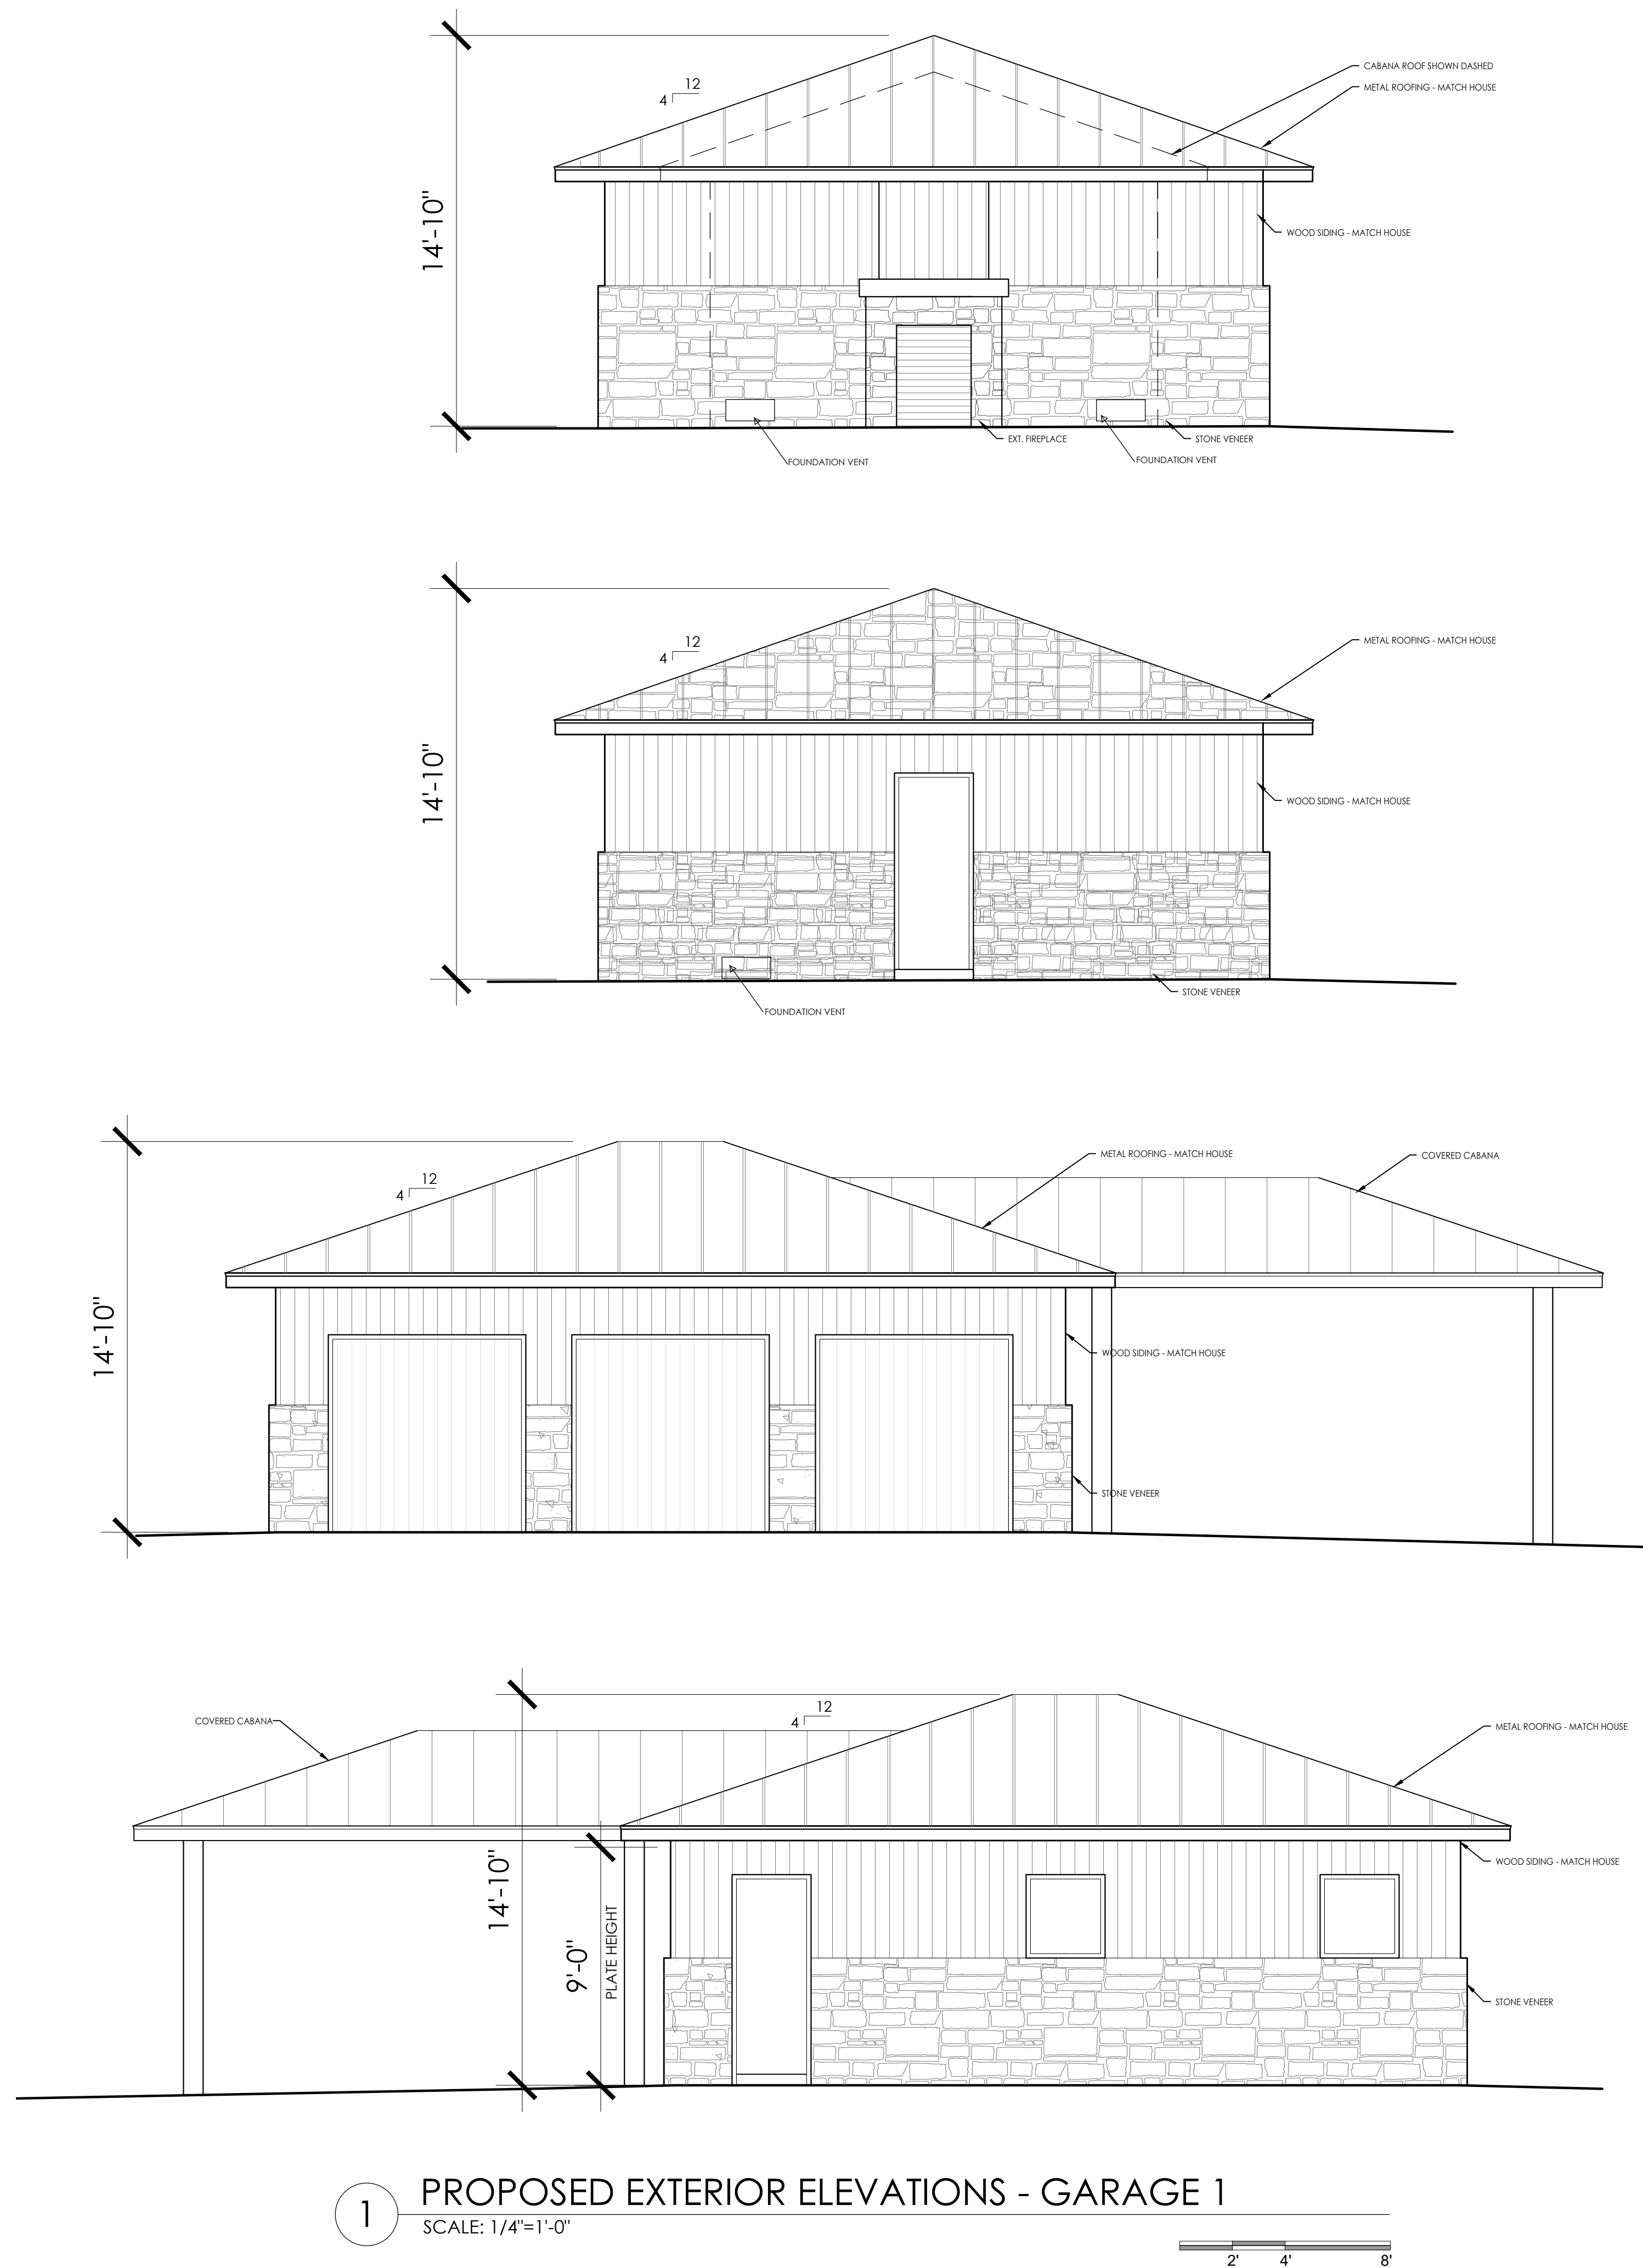 CABANA ROOF SHOWN DASHED
METAL ROOFING - MATCH HOUSE
12
4
14'-10"
WOOD SIDING - MATCH HOUSE
EXT. FIREPLACE
STONE VENEER
FOUNDATION VENT
FOUNDATION VENT
12
4
METAL ROOFING - MATCH HOUSE
14'-10"
WOOD SIDING - MATCH HOUSE
STONE VENEER
FOUNDATION VENT
METAL ROOFING - MATCH HOUSE
COVERED CABANA
12
4
14'-10"
WOOD SIDING - MATCH HOUSE
STONE VENEER
COVERED CABANA
12
4
METAL ROOFING - MATCH HOUSE
14'-10"
9'-0"
PLATE HEIGHT
WOOD SIDING - MATCH HOUSE
STONE VENEER
1
PROPOSED EXTERIOR ELEVATIONS - GARAGE 1
SCALE: 1/4"=1'-0"
2' 4' 8'